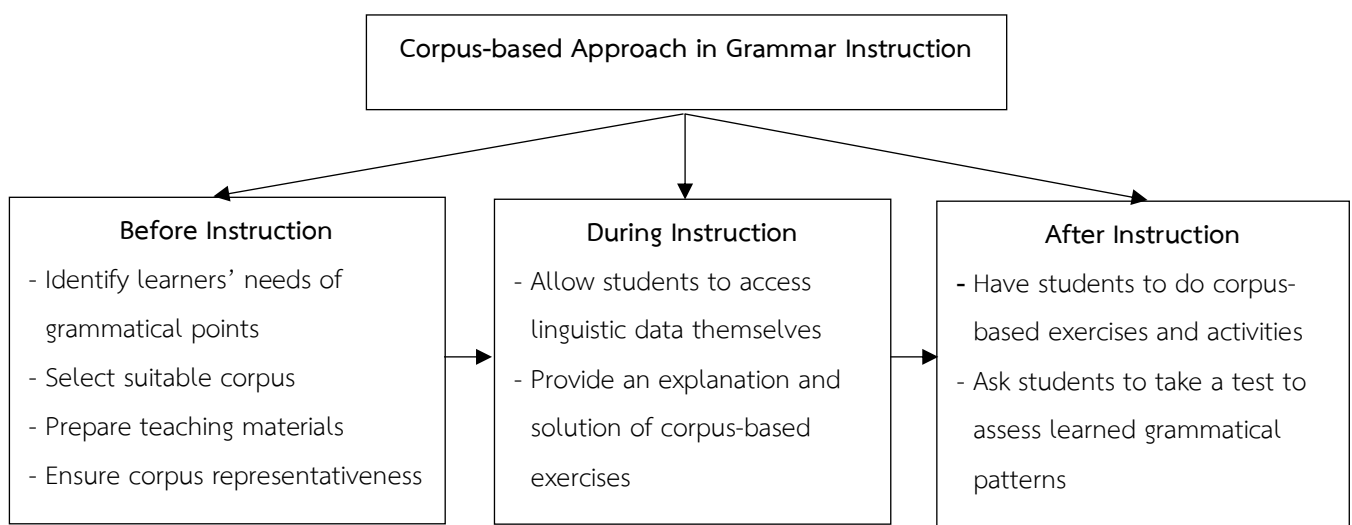 Corpus-based Approach in Grammar Instruction
Before Instruction
- Identify learners’ needs of
grammatical points
- Select suitable corpus
- Prepare teaching materials
- Ensure corpus representativeness
During Instruction
- Allow students to access
linguistic data themselves
- Provide an explanation and
solution of corpus-based
exercises
After Instruction
- Have students to do corpus-
based exercises and activities
- Ask students to take a test to
assess learned grammatical
patterns